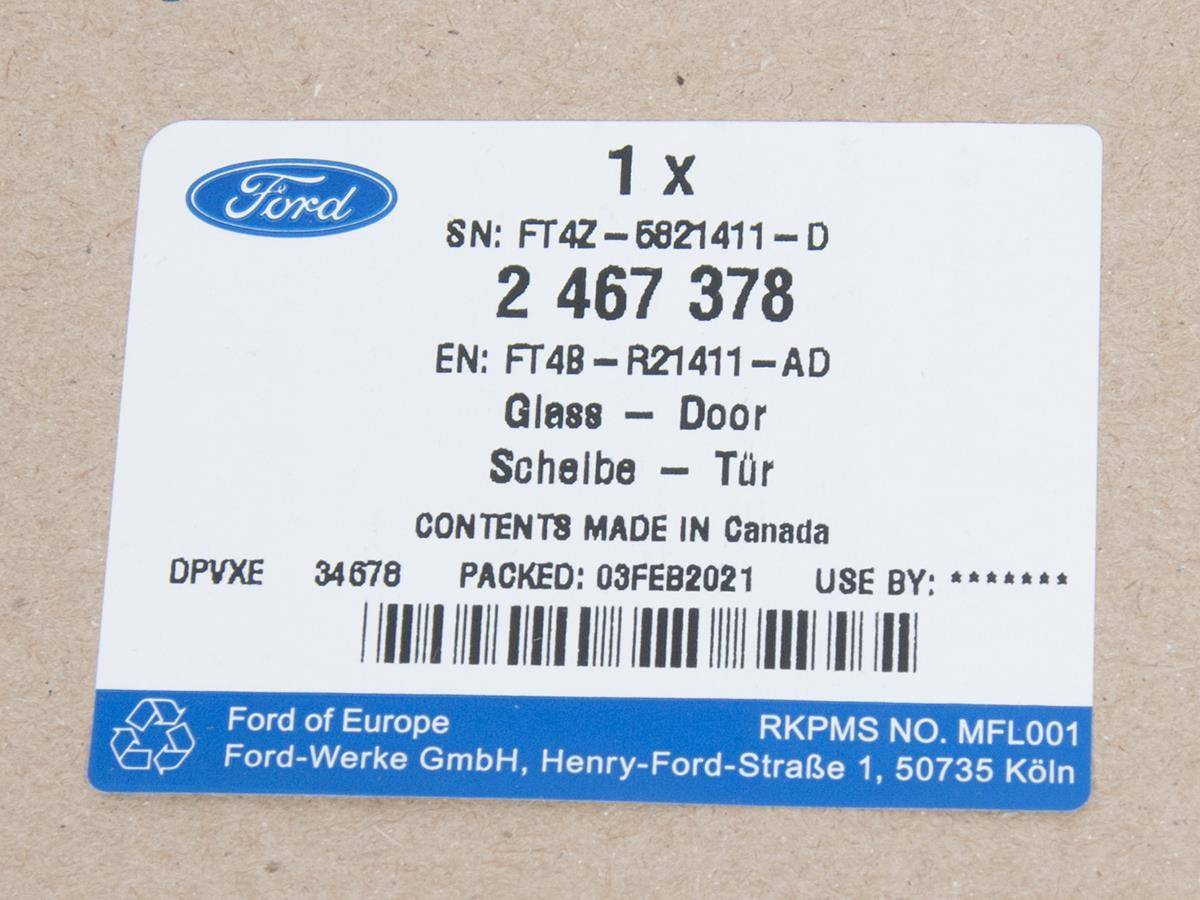 Ford
1 x
SN: FT4Z-5821411-D
2 467 378
EN: FT4B-R21411-AD
Glass - Door
Scheibe - Tür
CONTENTS MADE IN Canada
DPVXE 34678 PACKED: 03FEB2021 USE BY: *******
Ford of Europe RKPMS NO. MFL001
Ford-Werke GmbH, Henry-Ford-Straße 1, 50735 Köln